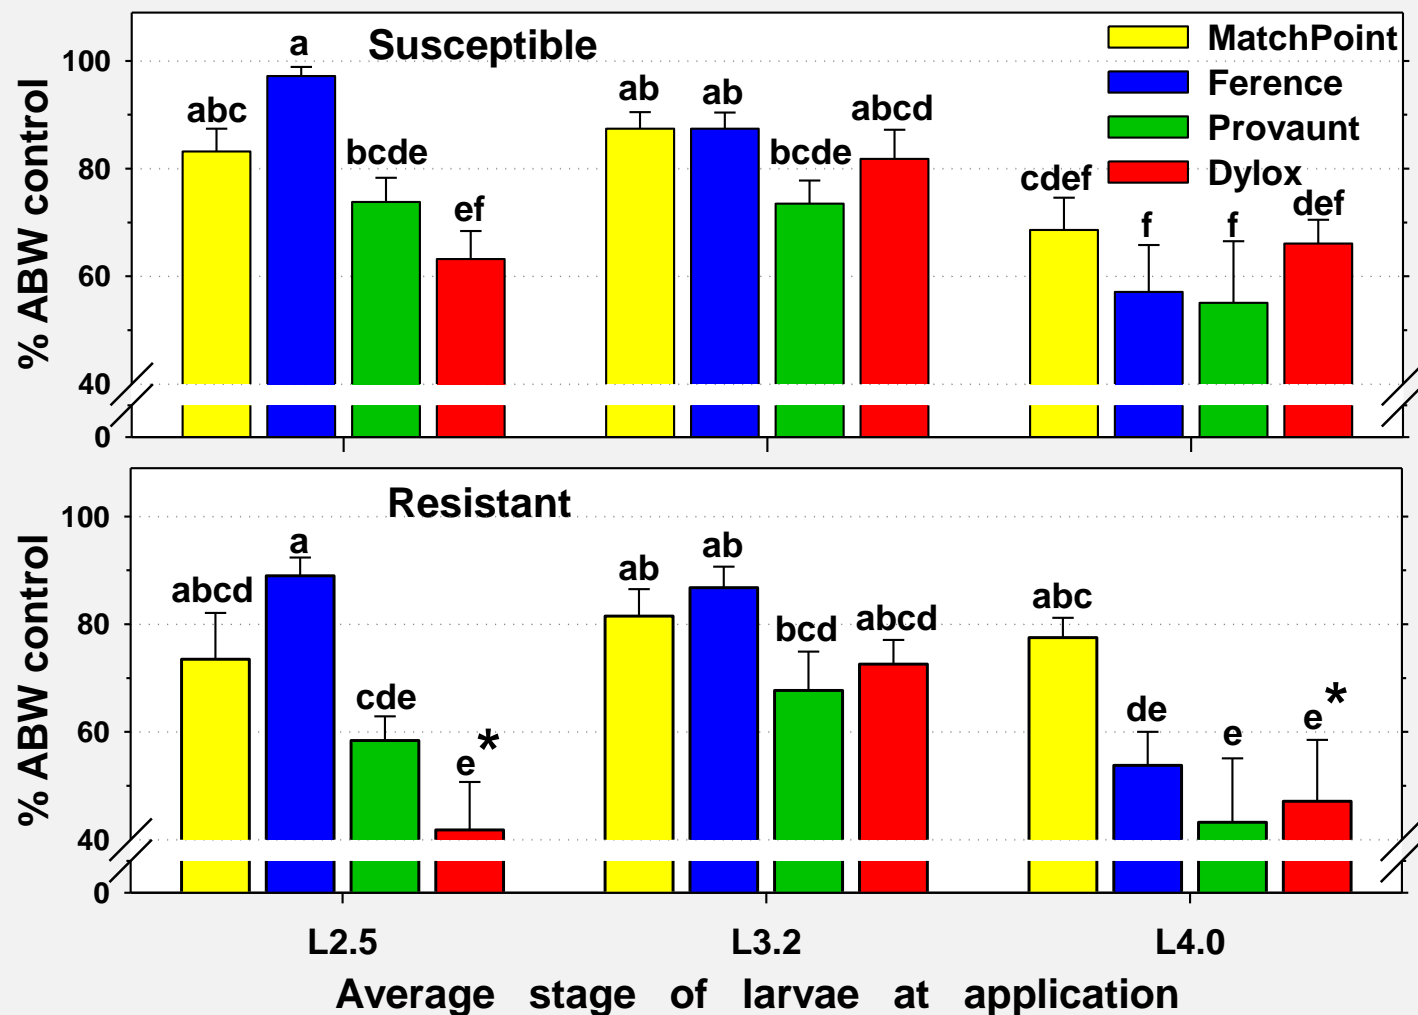 Susceptible
MatchPoint
Ference
Provaunt
Dylox
% ABW control
100
80
60
40
0
abc
a
bcde
ef
ab
ab
bcde
abcd
cdef
f
f
def
Resistant
% ABW control
100
80
60
40
0
abcd
a
cde
e*
ab
ab
bcd
abcd
abc
de
e
e*
L2.5
L3.2
L4.0
Average stage of larvae at application